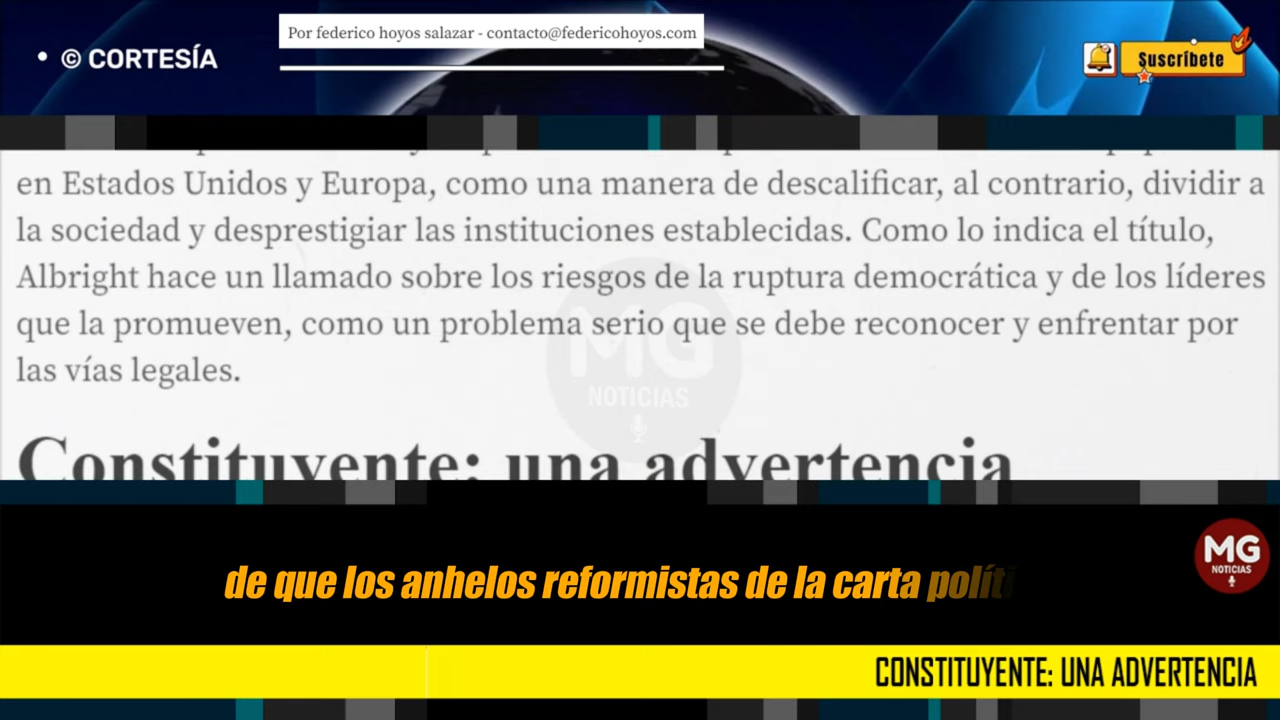 © CORTESÍA
Por federico hoyos salazar - contacto@federicohoyos.com
Suscríbete
en Estados Unidos y Europa, como una manera de descalificar, al contrario, dividir a
la sociedad y desprestigiar las instituciones establecidas. Como lo indica el título,
Albright hace un llamado sobre los riesgos de la ruptura democrática y de los líderes
que la promueven, como un problema serio que se debe reconocer y enfrentar por
las vías legales.
MG
NOTICIAS
Constituyente: una advertencia
de que los anhelos reformistas de la carta polít
MG
NOTICIAS
CONSTITUYENTE: UNA ADVERTENCIA